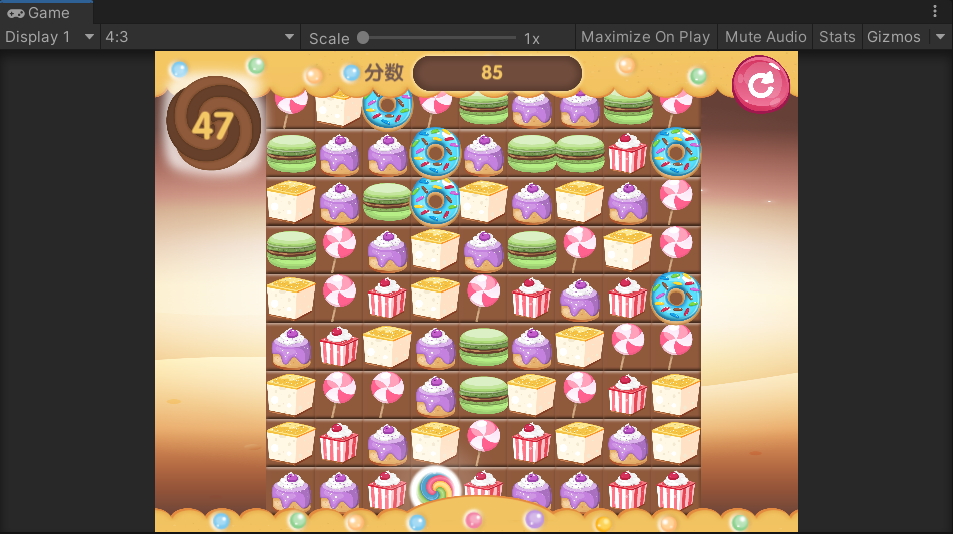 Game
Display 1
4:3
Scale 1x
Maximize On Play
Mute Audio
Stats
Gizmos
分数 85
47